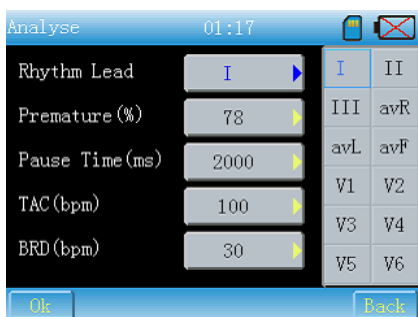 Analyse 01:17
Rhythm Lead I
Premature(%) 78
Pause Time(ms) 2000
TAC(bpm) 100
BRD(bpm) 30
I II
III avR
avL avF
V1 V2
V3 V4
V5 V6
Ok Back